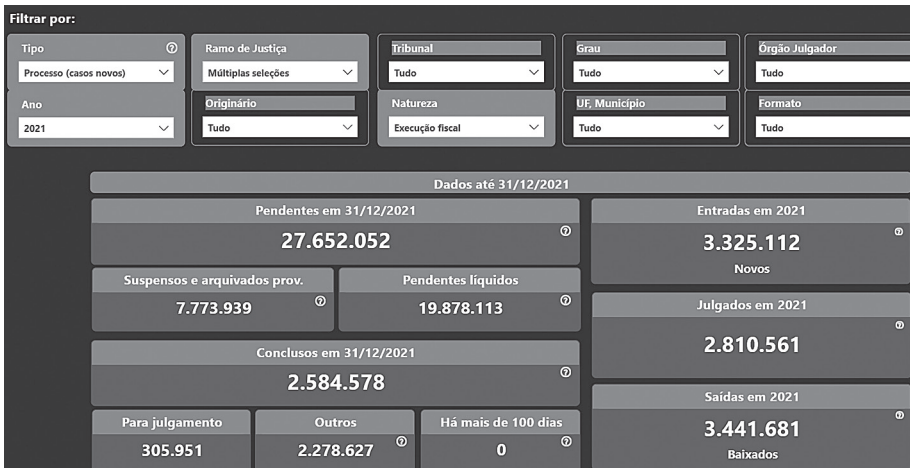 Filtrar por:
Tipo
Processo (casos novos)
Ramo de Justiça
Múltiplas seleções
Tribunal
Tudo
Grau
Tudo
Órgão Julgador
Tudo
Ano
2021
Originário
Tudo
Natureza
Execução fiscal
UF, Município
Tudo
Formato
Tudo
Dados até 31/12/2021
Pendentes em 31/12/2021
27.652.052
Entradas em 2021
3.325.112
Novos
Suspensos e arquivados prov.
7.773.939
Pendentes líquidos
19.878.113
Julgados em 2021
2.810.561
Conclusos em 31/12/2021
2.584.578
Saídas em 2021
3.441.681
Baixados
Para julgamento
305.951
Outros
2.278.627
Há mais de 100 dias
0